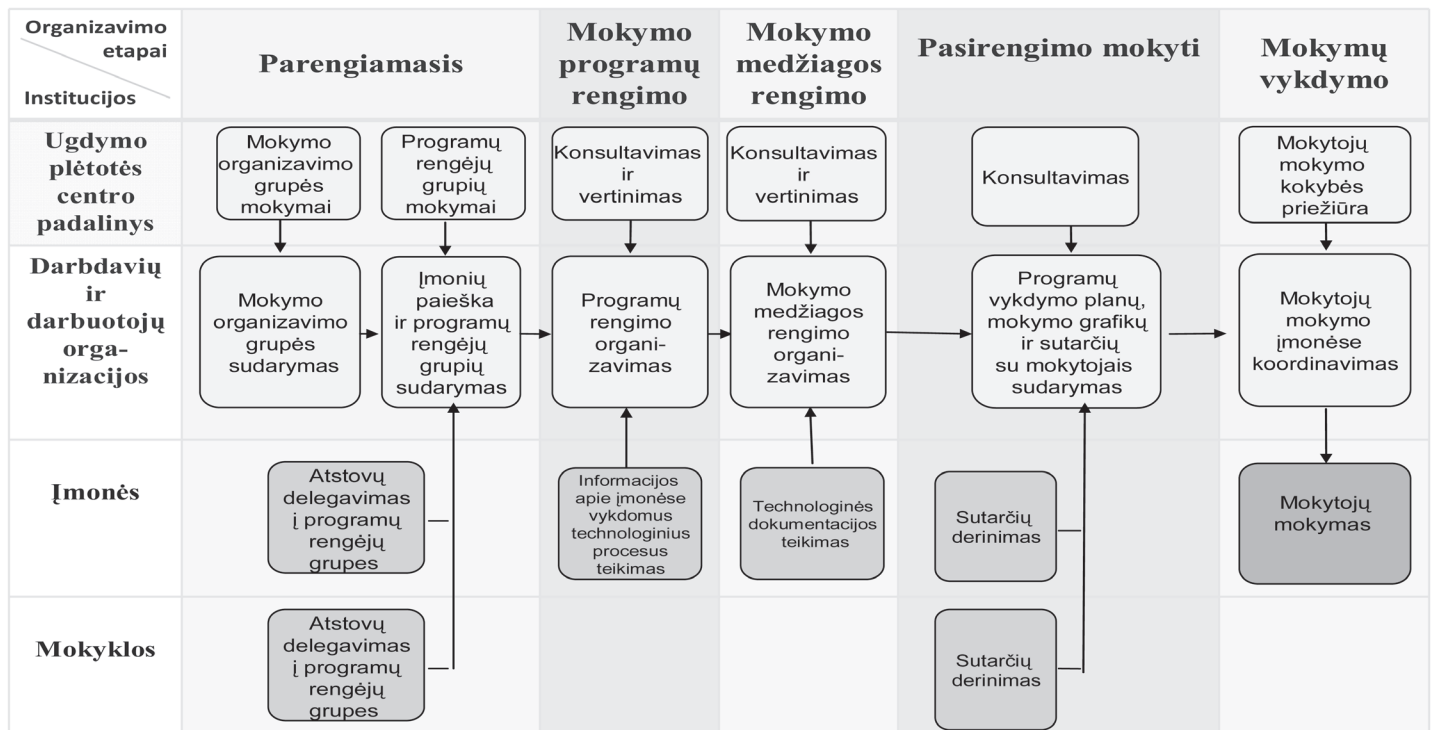 Organizavimo
etapai
Institucijos
Parengiamasis
Mokymo
programų
rengimo
Mokymo
medžiagos
rengimo
Pasirengimo mokyti
Mokymų
vykdymo
Ugdymo
plėtotės
centro
padalinys
Mokymo
organizavimo
grupės
mokymai
Programų
rengėjų
grupių
mokymai
Konsultavimas
ir
vertinimas
Konsultavimas
ir
vertinimas
Konsultavimas
Mokytojų
mokymo
kokybės
priežiūra
Darbdavių
ir
darbuotojų
orga-
nizacijos
Mokymo
organizavimo
grupės
sudarymas
Įmonių
paieška
ir programų
rengėjų
grupių
sudarymas
Programų
rengimo
organi-
zavimas
Mokymo
medžiagos
rengimo
organi-
zavimas
Programų
vykdymo planų,
mokymo grafikų
ir sutarčių
su mokytojais
sudarymas
Mokytojų
mokymo
įmonėse
koordinavimas
Įmonės
Atstovų
delegavimas
į programų
rengėjų
grupes
Informacijos
apie įmonėse
vykdomus
technologinius
procesus
teikimas
Technologinės
dokumentacijos
teikimas
Sutarčių
derinimas
Mokytojų
mokymas
Mokyklos
Atstovų
delegavimas
į programų
rengėjų
grupes
Sutarčių
derinimas